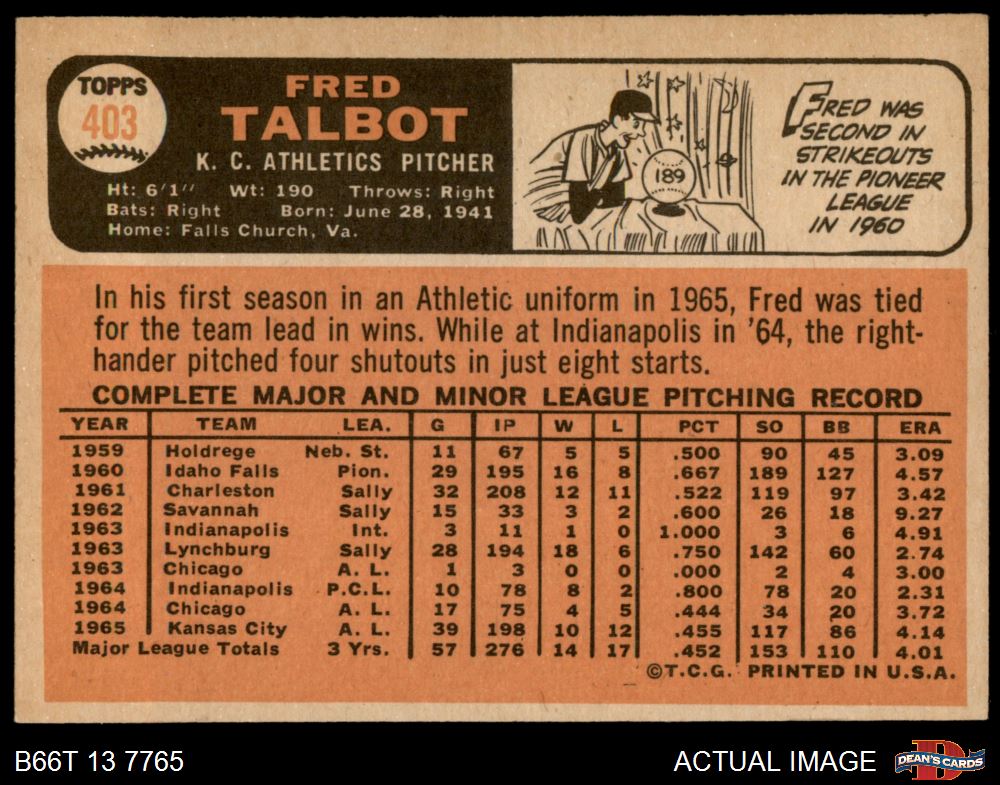 TOPPS
403
FRED
TALBOT
K. C. ATHLETICS PITCHER
Ht: 6'1" Wt: 190 Throws: Right
Bats: Right Born: June 28, 1941
Home: Falls Church, Va.
189
FRED WAS
SECOND IN
STRIKEOUTS
IN THE PIONEER
LEAGUE
IN 1960
In his first season in an Athletic uniform in 1965, Fred was tied
for the team lead in wins. While at Indianapolis in '64, the right-
hander pitched four shutouts in just eight starts.
COMPLETE MAJOR AND MINOR LEAGUE PITCHING RECORD
YEAR TEAM LEA. G IP W L PCT SO BB ERA
1959 Holdrege Neb. St. 11 67 5 5 .500 90 45 3.09
1960 Idaho Falls Pion. 29 195 16 8 .667 189 127 4.57
1961 Charleston Sally 32 208 12 11 .522 119 97 3.42
1962 Savannah Sally 15 33 3 2 .600 26 18 9.27
1963 Indianapolis Int. 3 11 1 0 1.000 3 6 4.91
1963 Lynchburg Sally 28 194 18 6 .750 142 60 2.74
1963 Chicago A. L. 1 3 0 0 .000 2 4 3.00
1964 Indianapolis P.C.L. 10 78 8 2 .800 78 20 2.31
1964 Chicago A. L. 17 75 4 5 .444 34 20 3.72
1965 Kansas City A. L. 39 198 10 12 .455 117 86 4.14
Major League Totals 3 Yrs. 57 276 14 17 .452 153 110 4.01
©T.C.G. PRINTED IN U.S.A.
B66T 13 7765
ACTUAL IMAGE
D
DEAN'S CARDS